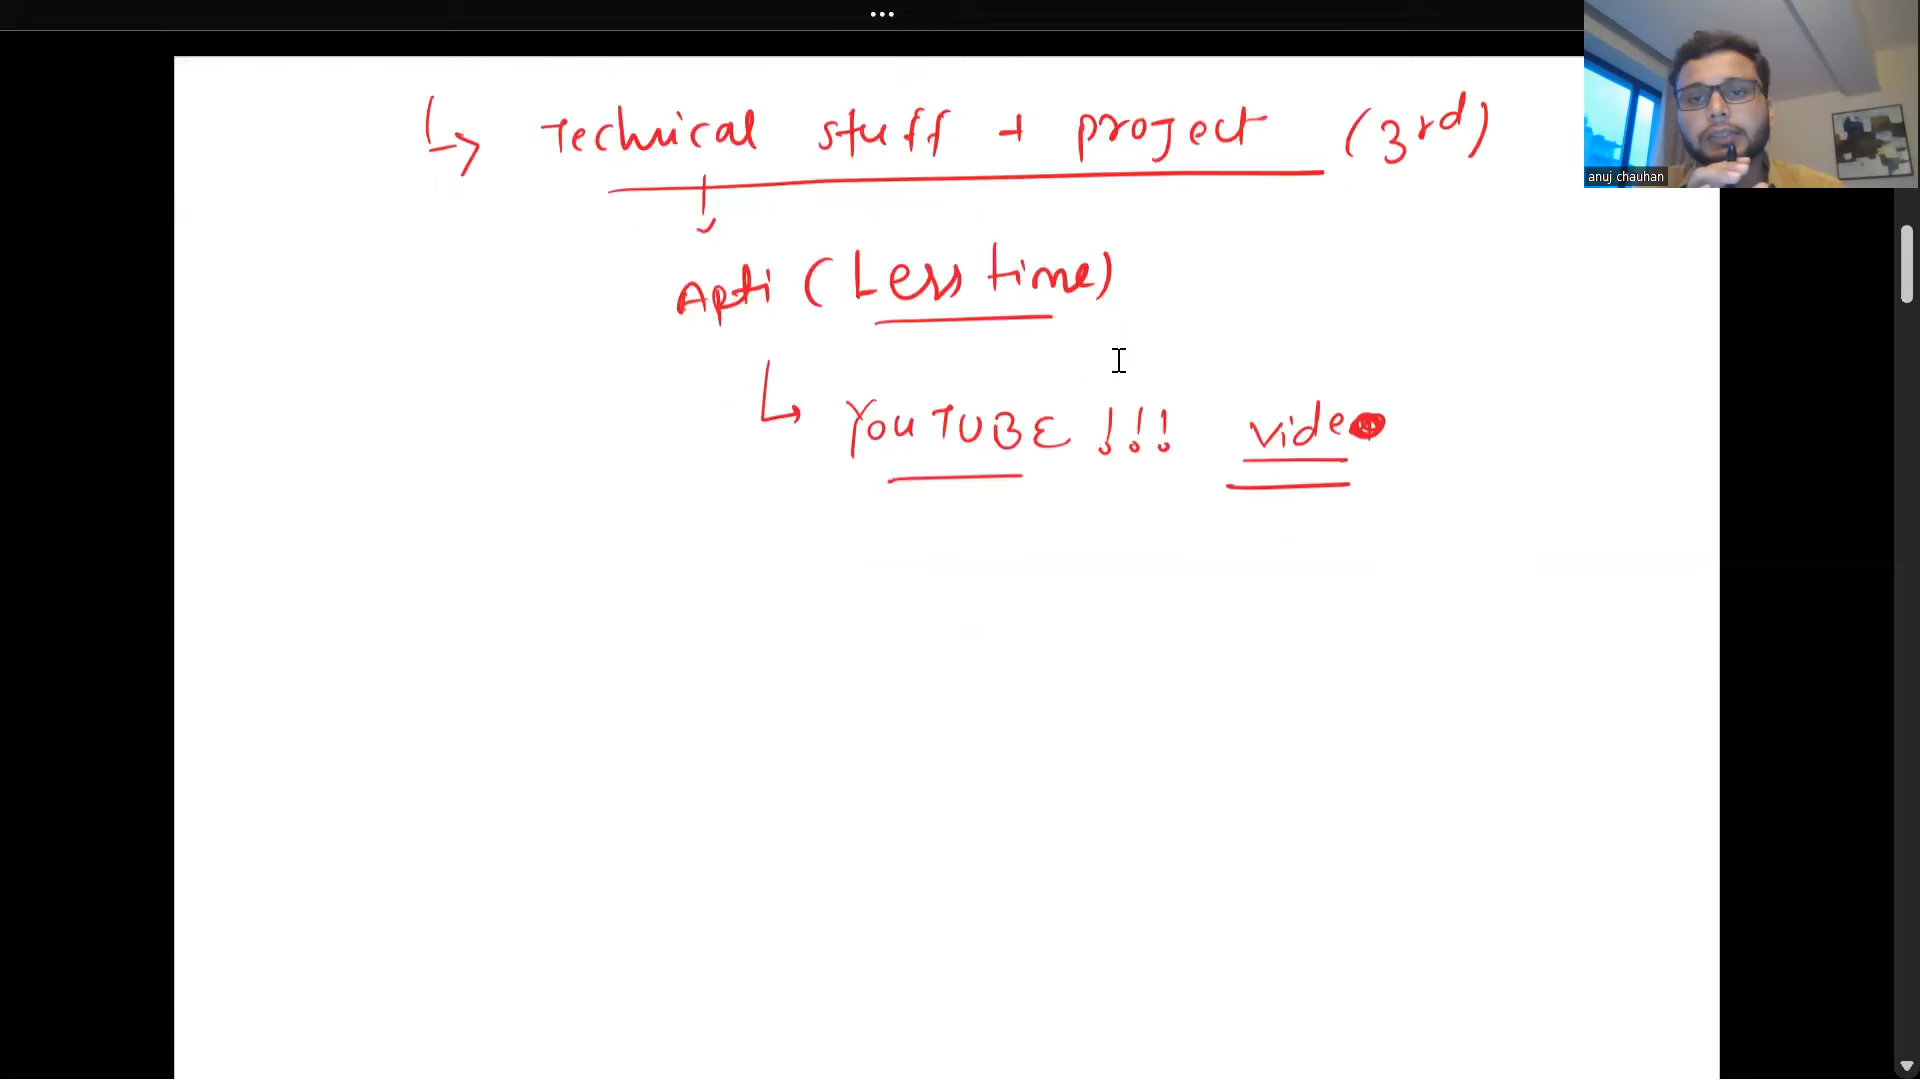 Technical stuff + project (3rd)
anuj chauhan
Apti (Less time)
YouTUBE !!! video